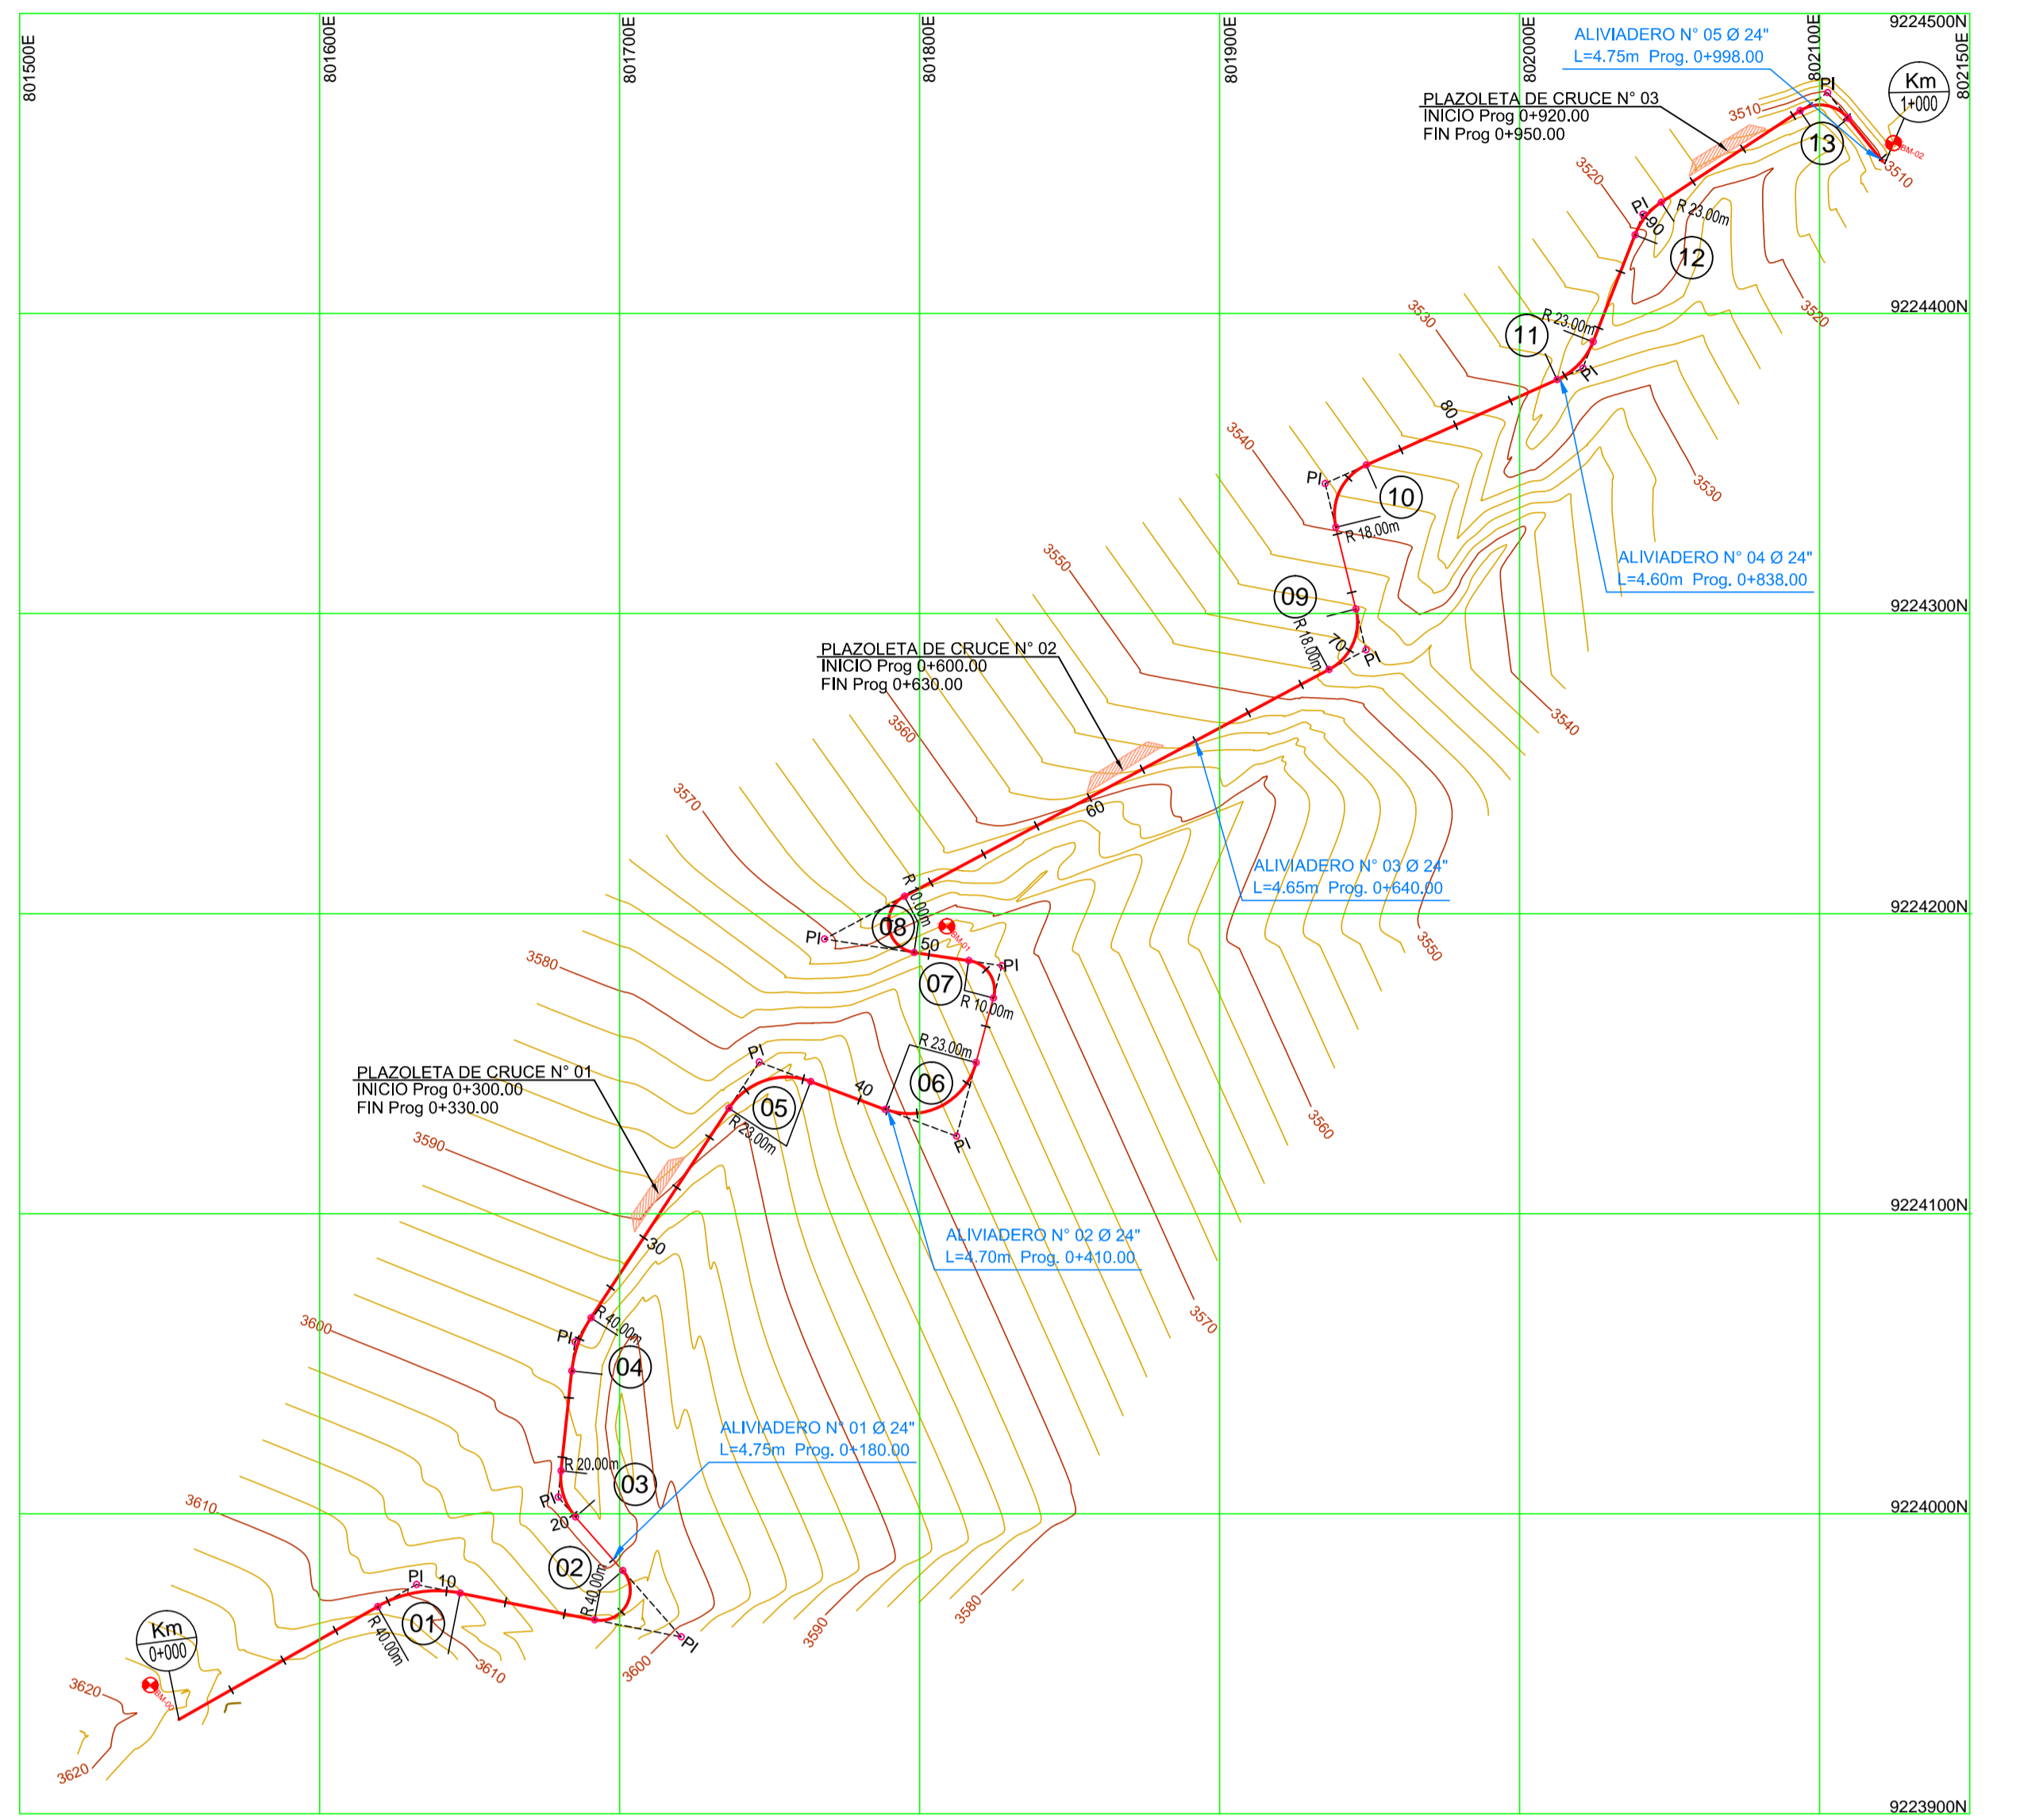 801500E
801600E
801700E
801800E
801900E
802000E
802100E
9224500N
802150E
ALIVIADERO N° 05 Ø 24"
L=4.75m Prog. 0+998.00
Km
1+000
PI
PLAZOLETA DE CRUCE N° 03
INICIO Prog 0+920.00
FIN Prog 0+950.00
3510
13
BM-02
3510
3520
PI
90
R 23.00m
12
3520
9224400N
3530
R 23.00m
11
PI
80
3540
PI
10
R 18.00m
3530
ALIVIADERO N° 04 Ø 24"
L=4.60m Prog. 0+838.00
3550
09
9224300N
R 18.00m
70
PI
PLAZOLETA DE CRUCE N° 02
INICIO Prog 0+600.00
FIN Prog 0+630.00
3560
3540
3570
60
ALIVIADERO N° 03 Ø 24"
L=4.65m Prog. 0+640.00
R 10.00m
9224200N
08
PI
50
BM-01
3550
3580
07
PI
R 10.00m
R 23.00m
PI
PLAZOLETA DE CRUCE N° 01
INICIO Prog 0+300.00
FIN Prog 0+330.00
40
06
05
R 23.00m
3560
3590
PI
9224100N
30
ALIVIADERO N° 02 Ø 24"
L=4.70m Prog. 0+410.00
3600
R 40.00m
3570
PI
04
ALIVIADERO N° 01 Ø 24"
L=4.75m Prog. 0+180.00
R 20.00m
03
3610
PI
20
9224000N
02
PI
10
R 40.00m
R 40.00m
01
3580
3590
Km
0+000
PI
3610
3600
3620
BM-00
3620
9223900N